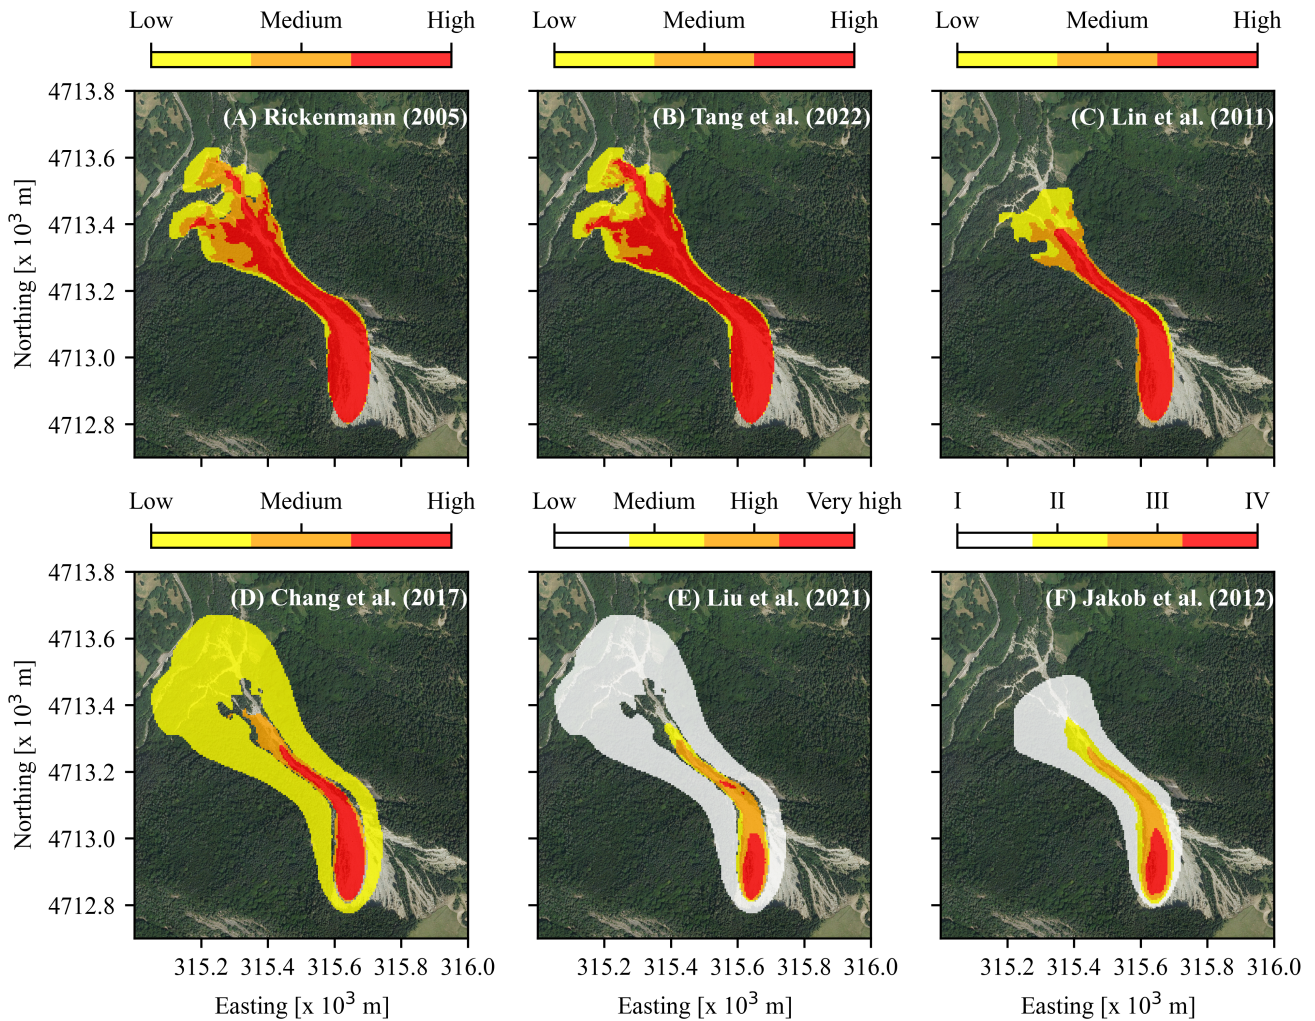 Low Medium High
Low Medium High
Low Medium High
(A) Rickenmann (2005)
(B) Tang et al. (2022)
(C) Lin et al. (2011)
4713.8
4713.6
4713.4
4713.2
4713.0
4712.8
Northing [x 10³ m]
Low Medium High
Low Medium High Very high
I II III IV
(D) Chang et al. (2017)
(E) Liu et al. (2021)
(F) Jakob et al. (2012)
4713.8
4713.6
4713.4
4713.2
4713.0
4712.8
Northing [x 10³ m]
315.2 315.4 315.6 315.8 316.0
315.2 315.4 315.6 315.8 316.0
315.2 315.4 315.6 315.8 316.0
Easting [x 10³ m]
Easting [x 10³ m]
Easting [x 10³ m]